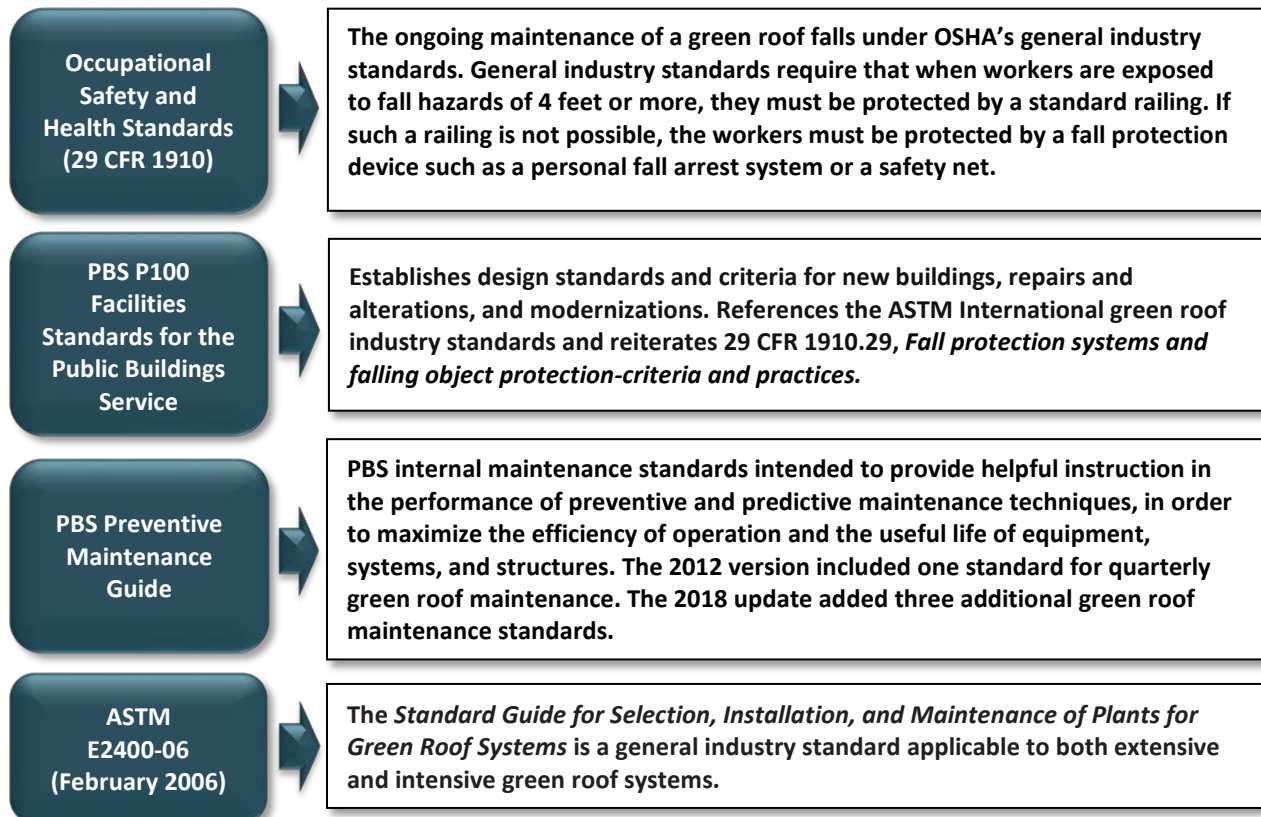 Occupational
Safety and
Health Standards
(29 CFR 1910)
The ongoing maintenance of a green roof falls under OSHA’s general industry
standards. General industry standards require that when workers are exposed
to fall hazards of 4 feet or more, they must be protected by a standard railing. If
such a railing is not possible, the workers must be protected by a fall protection
device such as a personal fall arrest system or a safety net.
PBS P100
Facilities
Standards for the
Public Buildings
Service
Establishes design standards and criteria for new buildings, repairs and
alterations, and modernizations. References the ASTM International green roof
industry standards and reiterates 29 CFR 1910.29, Fall protection systems and
falling object protection-criteria and practices.
PBS Preventive
Maintenance
Guide
PBS internal maintenance standards intended to provide helpful instruction in
the performance of preventive and predictive maintenance techniques, in order
to maximize the efficiency of operation and the useful life of equipment,
systems, and structures. The 2012 version included one standard for quarterly
green roof maintenance. The 2018 update added three additional green roof
maintenance standards.
ASTM
E2400-06
(February 2006)
The Standard Guide for Selection, Installation, and Maintenance of Plants for
Green Roof Systems is a general industry standard applicable to both extensive
and intensive green roof systems.